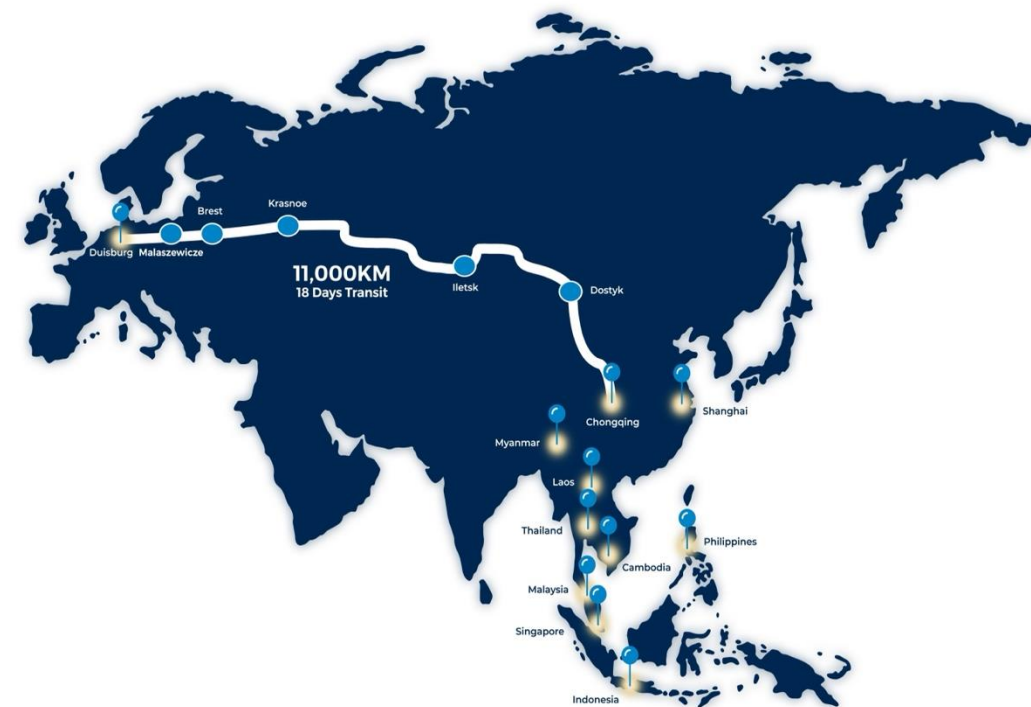 Krasnoe
Brest
Duisburg
Malaszewicze
11,000KM
18 Days Transit
Iletsk
Dostyk
Chongqing
Shanghai
Myanmar
Laos
Thailand
Philippines
Cambodia
Malaysia
Singapore
Indonesia